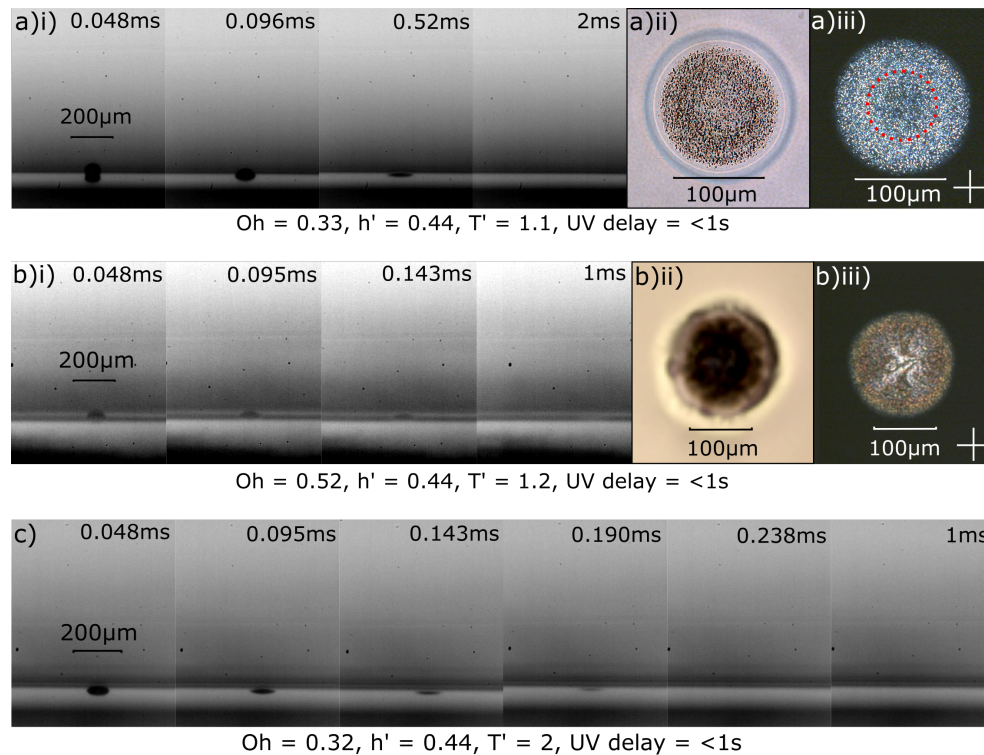 a)i) 0.048ms 0.096ms 0.52ms 2ms a)ii) a)iii)
200µm
100µm 100µm
Oh = 0.33, h' = 0.44, T' = 1.1, UV delay = <1s
b)i) 0.048ms 0.095ms 0.143ms 1ms b)ii) b)iii)
200µm
100µm 100µm
Oh = 0.52, h' = 0.44, T' = 1.2, UV delay = <1s
c) 0.048ms 0.095ms 0.143ms 0.190ms 0.238ms 1ms
200µm
Oh = 0.32, h' = 0.44, T' = 2, UV delay = <1s